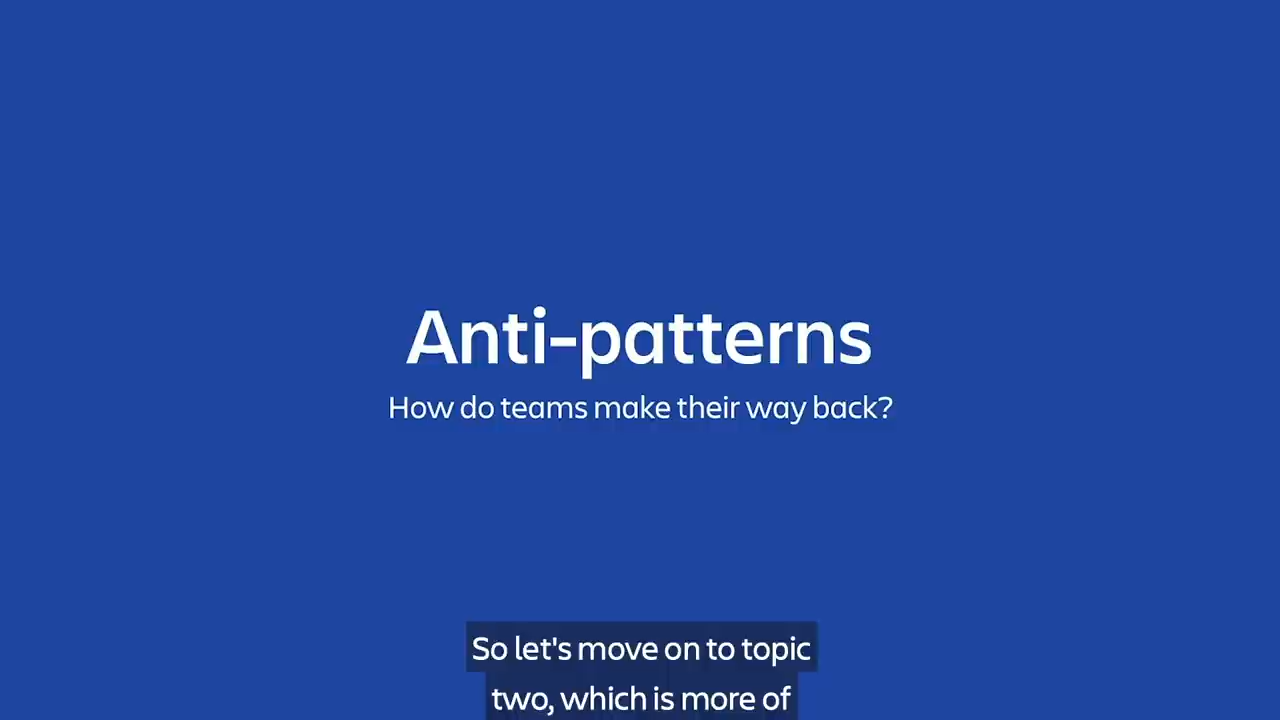 Anti-patterns
How do teams make their way back?
So let's move on to topic
two, which is more of